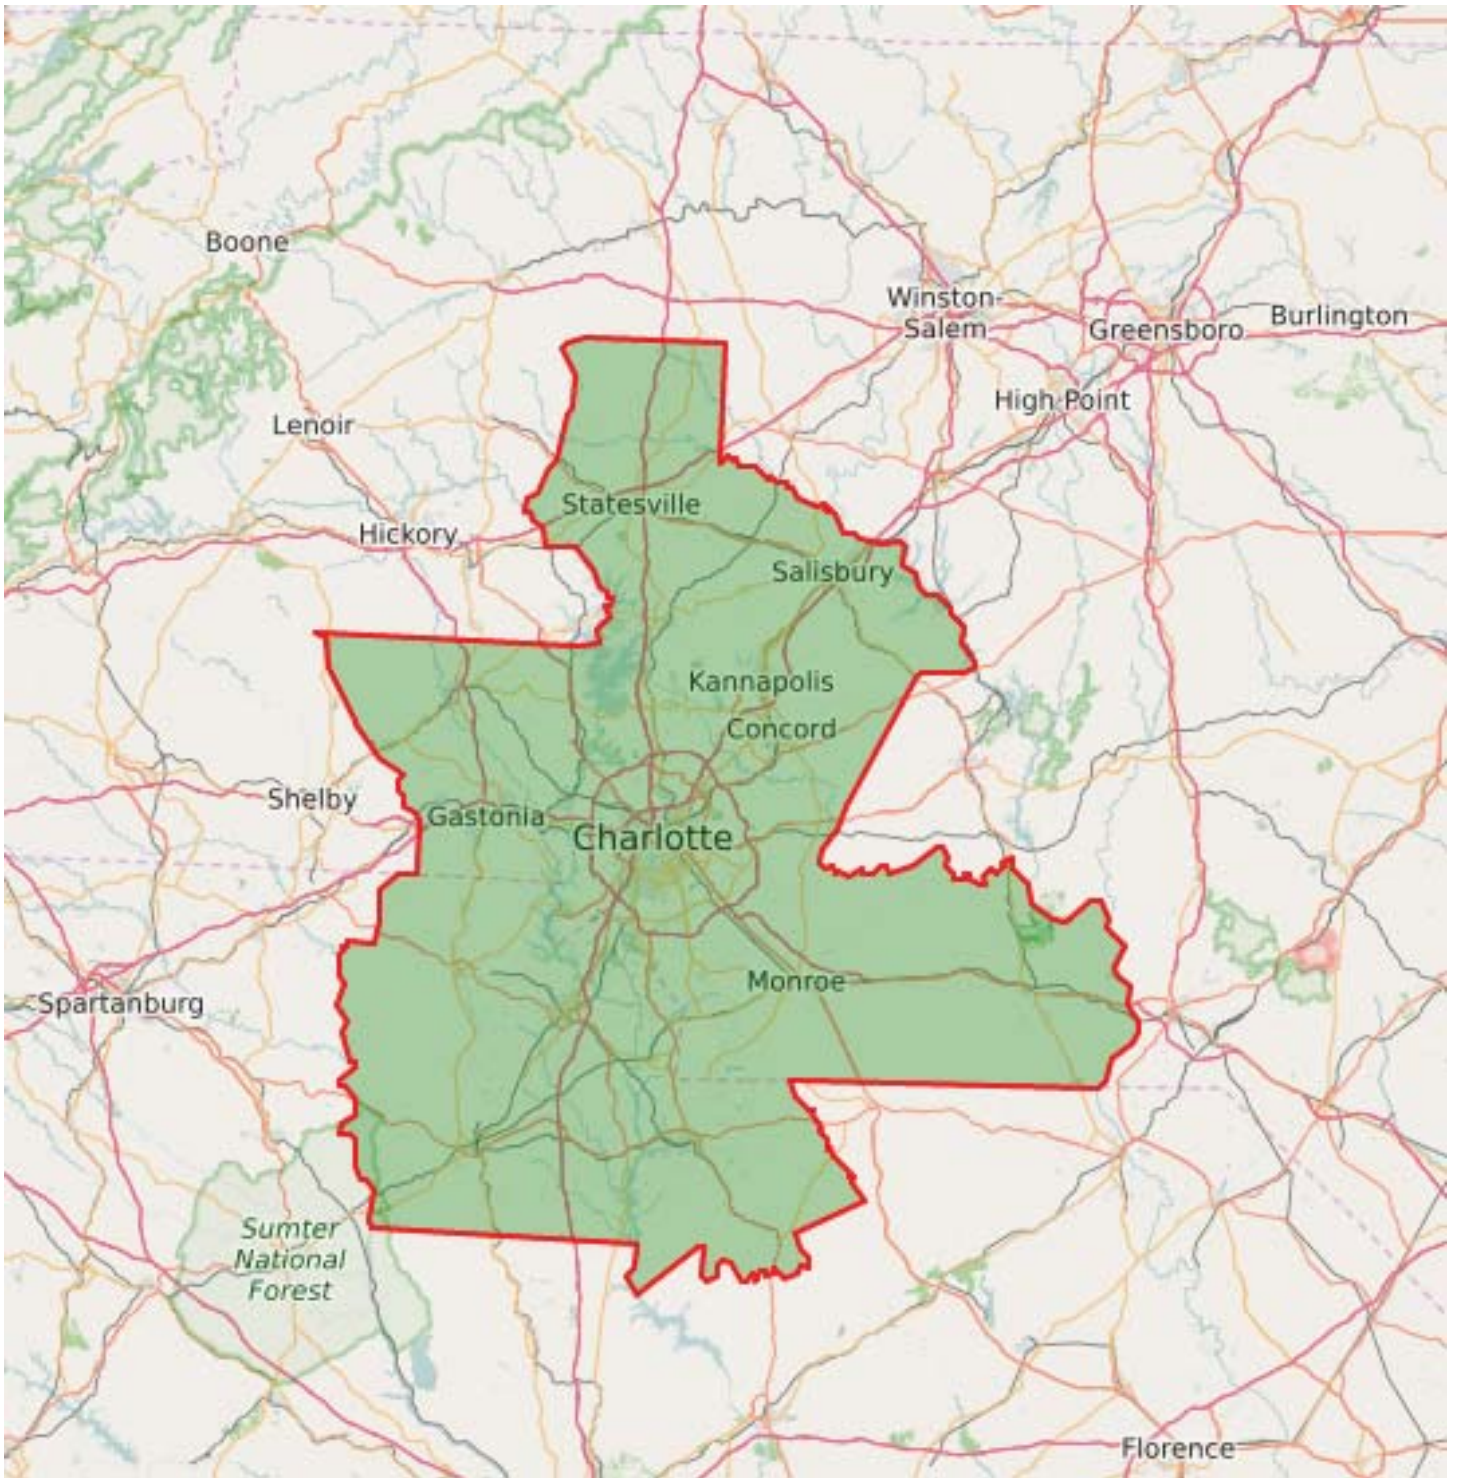 Boone
Winston-
Salem
Greensboro
Burlington
High Point
Lenoir
Statesville
Hickory
Salisbury
Kannapolis
Concord
Shelby
Gastonia
Charlotte
Monroe
Spartanburg
Sumter
National
Forest
Florence